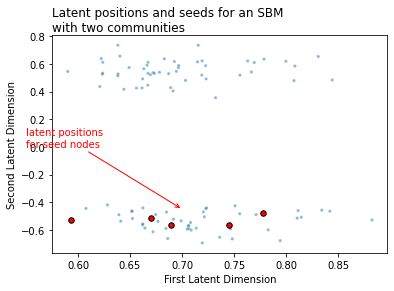 Latent positions and seeds for an SBM
with two communities
0.8
0.6
0.4
0.2
0.0
−0.2
−0.4
−0.6
Second Latent Dimension
latent positions
for seed nodes
0.60 0.65 0.70 0.75 0.80 0.85
First Latent Dimension